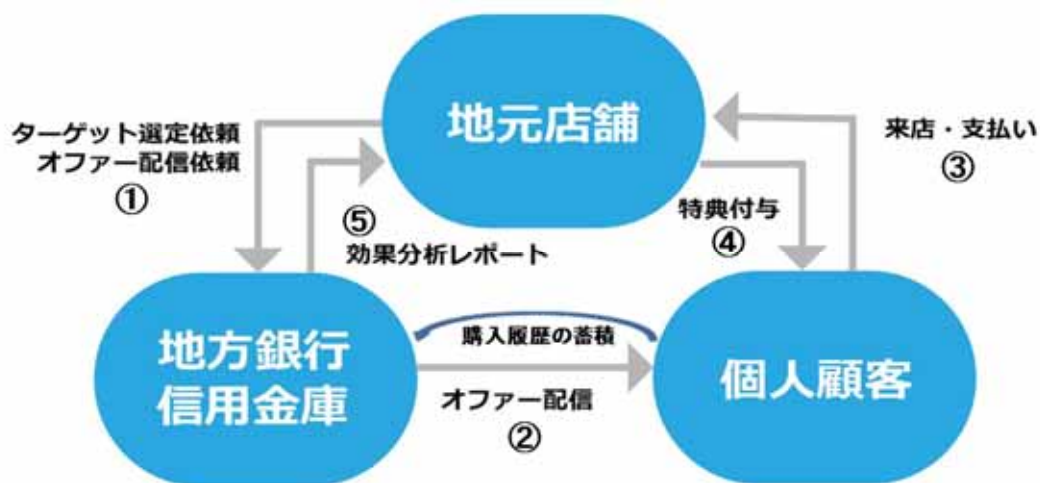 地元店舗
ターゲット選定依頼
オファー配信依頼
①
来店・支払い
③
特典付与
④
⑤
効果分析レポート
購入履歴の蓄積
地方銀行
信用金庫
個人顧客
オファー配信
②